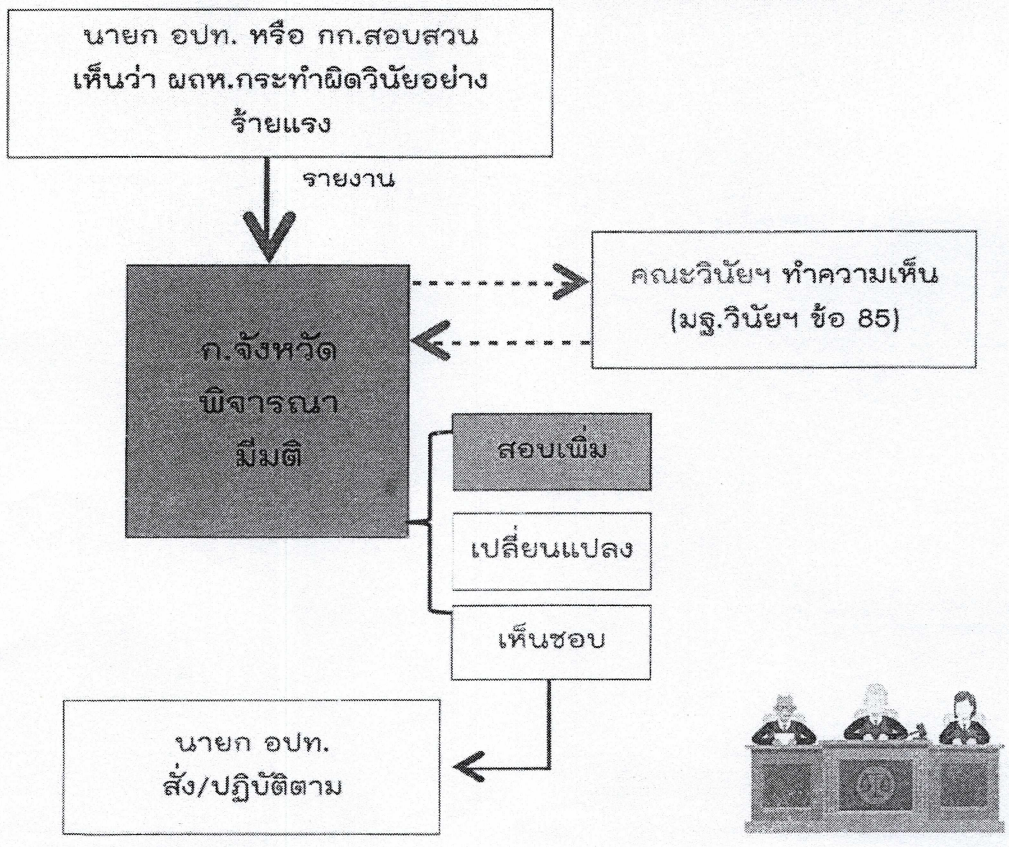 นายก อปท. หรือ กก.สอบสวน
เห็นว่า ผถห.กระทำผิดวินัยอย่าง
ร้ายแรง
รายงาน
คณะวินัยฯ ทำความเห็น
(มฐ.วินัยฯ ข้อ 85)
ก.จังหวัด
พิจารณา
มีมติ
สอบเพิ่ม
เปลี่ยนแปลง
เห็นชอบ
นายก อปท.
สั่ง/ปฏิบัติตาม